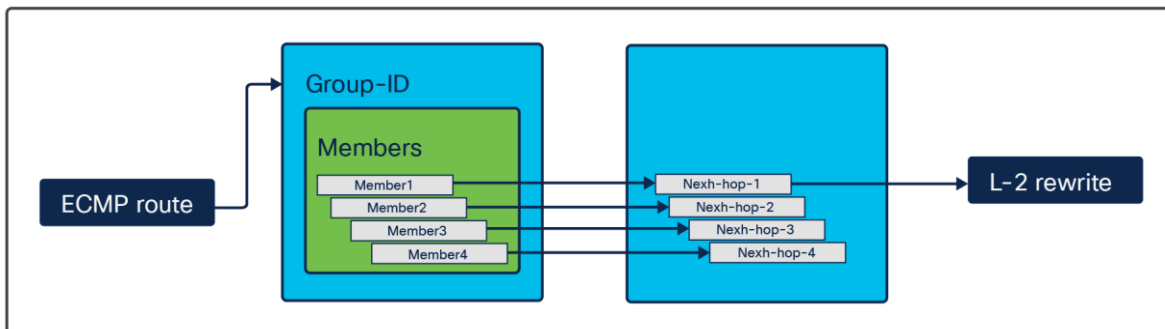 ECMP route
Group-ID
Members
Member1
Member2
Member3
Member4
Nexh-hop-1
Nexh-hop-2
Nexh-hop-3
Nexh-hop-4
L-2 rewrite